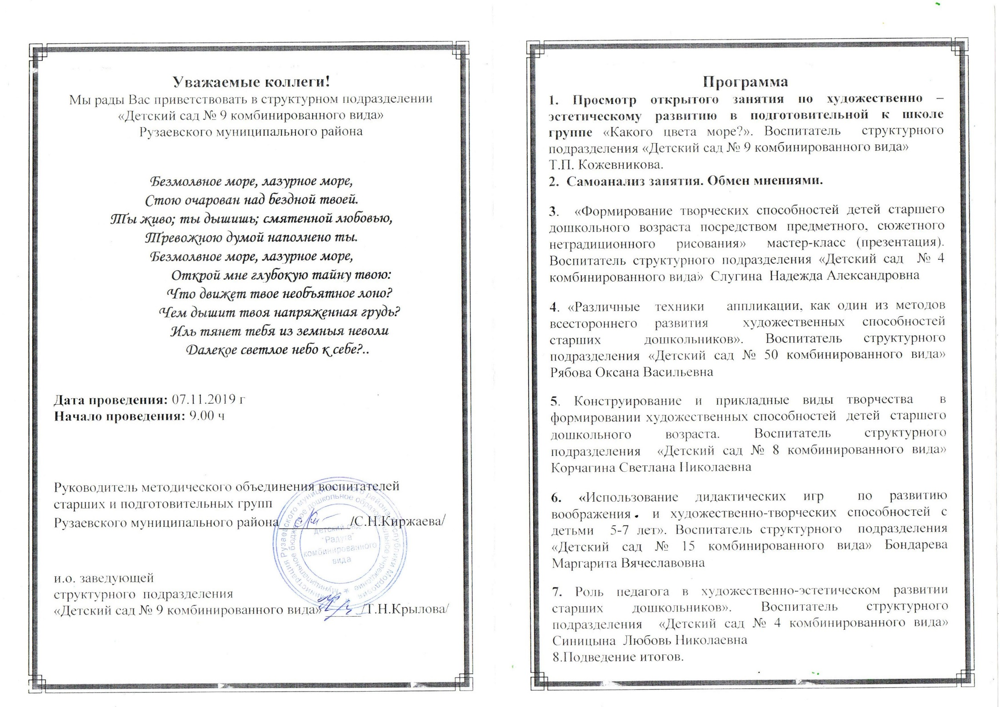 Уважаемые коллеги!
Мы рады Вас приветствовать в структурном подразделении
«Детский сад № 9 комбинированного вида»
Рузаевского муниципального района
Безмолвное море, лазурное море,
Стою очарован над бездной твоей.
Ты живо; ты дышишь; смятенной любовью,
Тревожною думой наполнено ты.
Безмолвное море, лазурное море,
Открой мне глубокую тайну твою:
Что движет твое необъятное лоно?
Чем дышит твоя напряженная грудь?
Иль тянет тебя из земныя неволи
Далекое светлое небо к себе?..
Дата проведения: 07.11.2019 г
Начало проведения: 9.00 ч
Руководитель методического объединения воспитателей
старших и подготовительных групп
Рузаевского муниципального района__________/С.Н.Киржаева/
и.о. заведующей
структурного подразделения
«Детский сад № 9 комбинированного вида»______/Т.Н.Крылова/
Администрация Рузаевского муниципального района Республики Мордовия
Муниципальное бюджетное дошкольное образовательное учреждение
детский сад
"Радуга"
комбинированного
вида
Программа
1. Просмотр открытого занятия по художественно –
эстетическому развитию в подготовительной к школе
группе «Какого цвета море?». Воспитатель структурного
подразделения «Детский сад № 9 комбинированного вида»
Т.П. Кожевникова.
2. Самоанализ занятия. Обмен мнениями.
3. «Формирование творческих способностей детей старшего
дошкольного возраста посредством предметного, сюжетного
нетрадиционного рисования» мастер-класс (презентация).
Воспитатель структурного подразделения «Детский сад № 4
комбинированного вида» Слугина Надежда Александровна
4. «Различные техники аппликации, как один из методов
всестороннего развития художественных способностей
старших дошкольников». Воспитатель структурного
подразделения «Детский сад № 50 комбинированного вида»
Рябова Оксана Васильевна
5. Конструирование и прикладные виды творчества в
формировании художественных способностей детей старшего
дошкольного возраста. Воспитатель структурного
подразделения «Детский сад № 8 комбинированного вида»
Корчагина Светлана Николаевна
6. «Использование дидактических игр по развитию
воображения и художественно-творческих способностей с
детьми 5-7 лет». Воспитатель структурного подразделения
«Детский сад № 15 комбинированного вида» Бондарева
Маргарита Вячеславовна
7. Роль педагога в художественно-эстетическом развитии
старших дошкольников». Воспитатель структурного
подразделения «Детский сад № 4 комбинированного вида»
Синицына Любовь Николаевна
8.Подведение итогов.